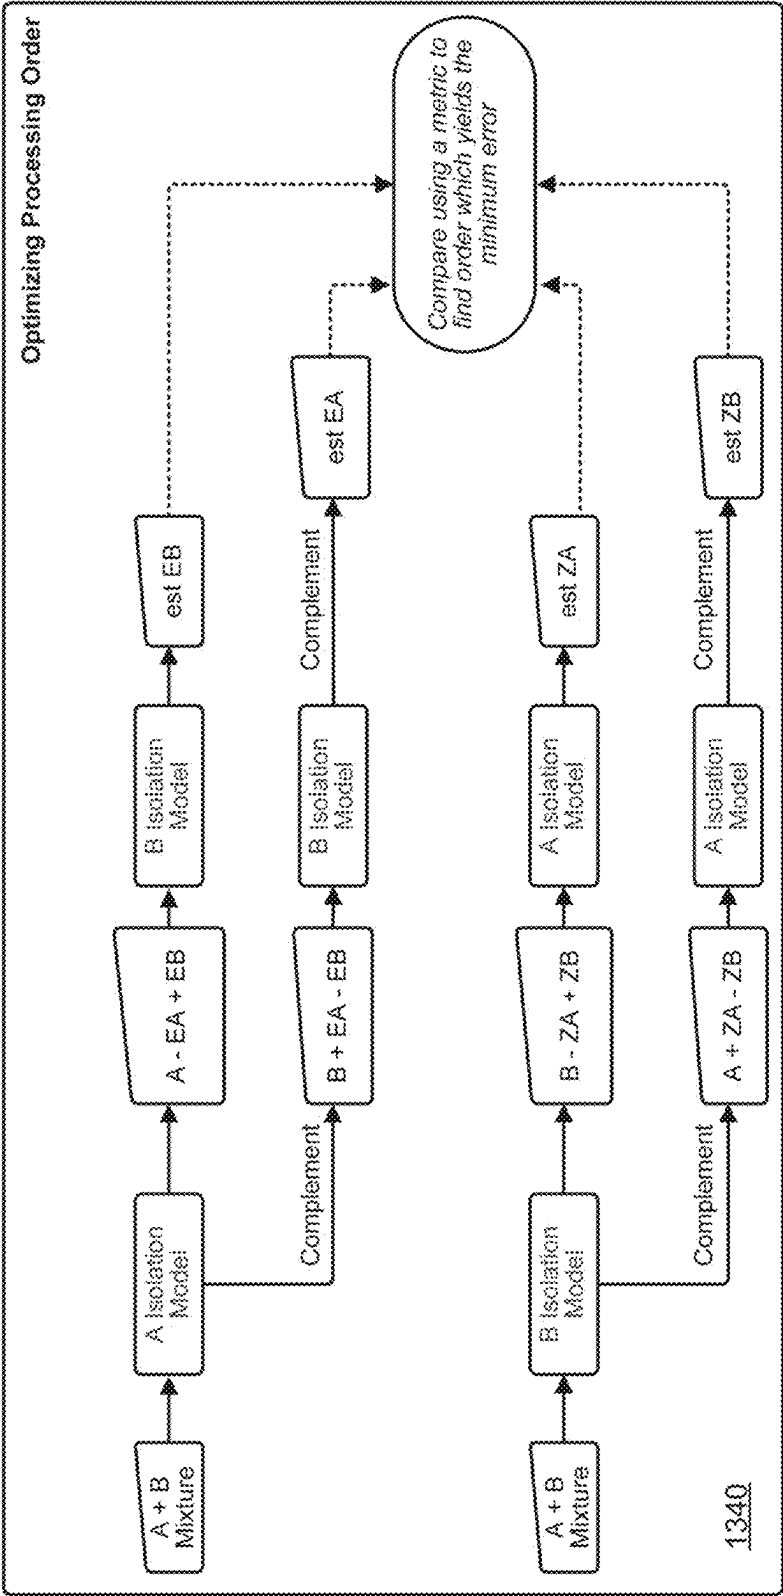 Optimizing Processing Order
A + B
Mixture
A Isolation
Model
A - EA + EB
B Isolation
Model
est EB
Complement
B + EA - EB
B Isolation
Model
Complement
est EA
Compare using a metric to
find order which yields the
minimum error
A + B
Mixture
B Isolation
Model
B - ZA + ZB
A Isolation
Model
est ZA
Complement
A + ZA - ZB
A Isolation
Model
Complement
est ZB
1340